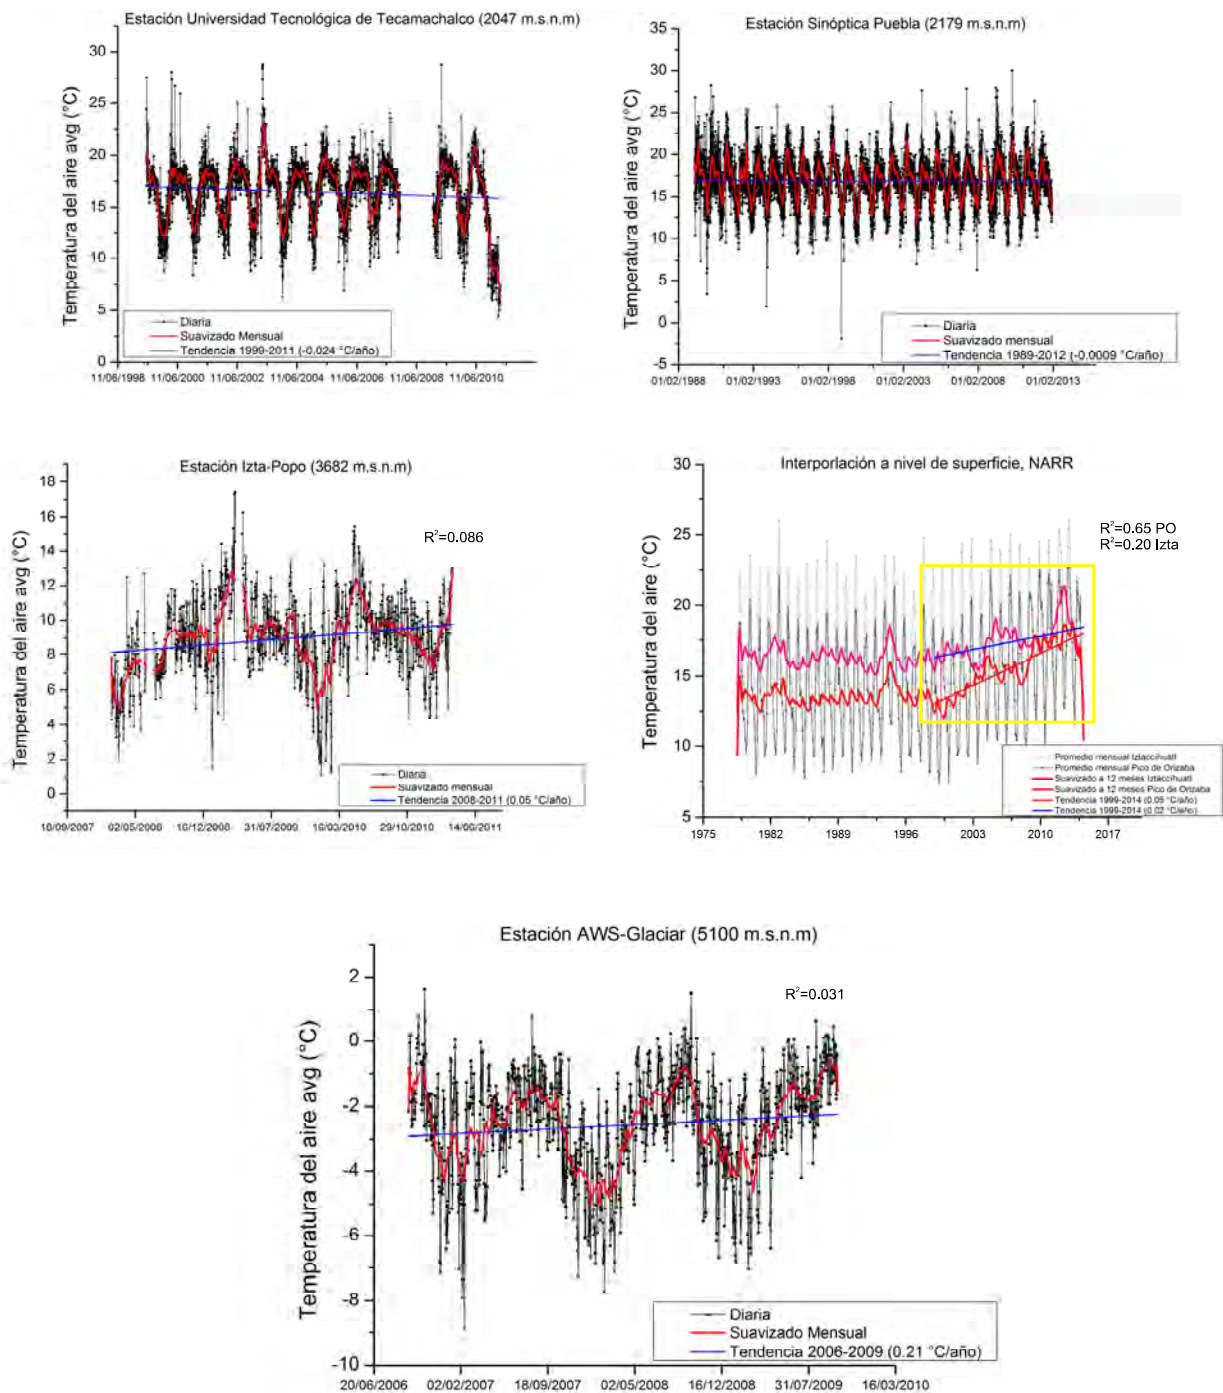 Estación Universidad Tecnológica de Tecamachalco (2047 m.s.n.m)
Temperatura del aire avg (°C)
30
25
20
15
10
5
0
Diaria
Suavizado Mensual
Tendencia 1999-2011 (-0.024 °C/año)
11/06/1998 11/06/2000 11/06/2002 11/06/2004 11/06/2006 11/06/2008 11/06/2010
Estación Sinóptica Puebla (2179 m.s.n.m)
Temperatura del aire avg (°C)
35
30
25
20
15
10
5
0
-5
Diaria
Suavizado mensual
Tendencia 1989-2012 (-0.0009 °C/año)
01/02/1988 01/02/1993 01/02/1998 01/02/2003 01/02/2008 01/02/2013
Estación Izta-Popo (3682 m.s.n.m)
Temperatura del aire avg (°C)
18
16
14
12
10
8
6
4
2
0
R²=0.086
Diaria
Suavizado mensual
Tendencia 2008-2011 (0.05 °C/año)
10/09/2007 02/05/2008 10/12/2008 31/07/2009 16/03/2010 29/10/2010 14/06/2011
Interporlación a nivel de superficie, NARR
Temperatura del aire (°C)
30
25
20
15
10
5
R²=0.65 PO
R²=0.20 Izta
Promedio mensual Iztaccíhuatl
Promedio mensual Pico de Orizaba
Suavizado a 12 meses Iztaccíhuatl
Suavizado a 12 meses Pico de Orizaba
Tendencia 1999-2014 (0.05 °C/año)
Tendencia 1999-2014 (0.02 °C/año)
1975 1982 1989 1996 2003 2010 2017
Estación AWS-Glaciar (5100 m.s.n.m)
Temperatura del aire avg (°C)
2
0
-2
-4
-6
-8
-10
R²=0.031
Diaria
Suavizado Mensual
Tendencia 2006-2009 (0.21 °C/año)
20/06/2006 02/02/2007 18/09/2007 02/05/2008 16/12/2008 31/07/2009 16/03/2010